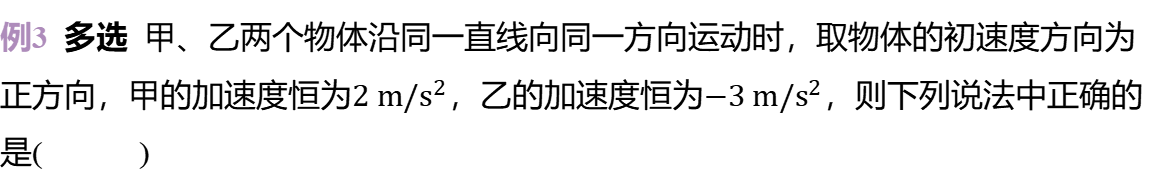 例3 多选 甲、乙两个物体沿同一直线向同一方向运动时，取物体的初速度方向为
正方向，甲的加速度恒为2 m/s²，乙的加速度恒为−3 m/s²，则下列说法中正确的
是(　　)